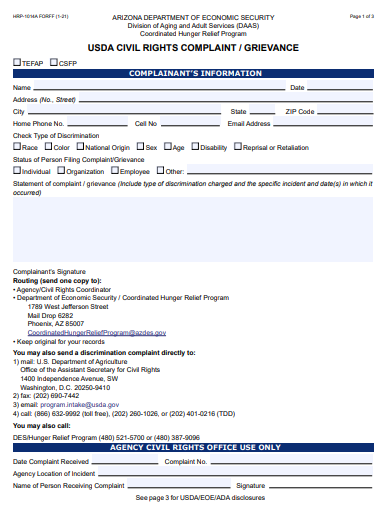 HRP-1014A FORFF (1-21)
ARIZONA DEPARTMENT OF ECONOMIC SECURITY
Page 1 of 3
Division of Aging and Adult Services (DAAS)
Coordinated Hunger Relief Program
USDA CIVIL RIGHTS COMPLAINT / GRIEVANCE
TEFAP CSFP
COMPLAINANT'S INFORMATION
Name Date
Address (No., Street)
City State ZIP Code
Home Phone No. Cell No Email Address
Check Type of Discrimination
Race Color National Origin Sex Age Disability Reprisal or Retaliation
Status of Person Filing Complaint/Grievance
Individual Organization Employee Other:
Statement of complaint / grievance (Include type of discrimination charged and the specific incident and date(s) in which it
occurred)
Complainant's Signature
Routing (send one copy to):
• Agency/Civil Rights Coordinator
• Department of Economic Security / Coordinated Hunger Relief Program
1789 West Jefferson Street
Mail Drop 6282
Phoenix, AZ 85007
CoordinatedHungerReliefProgram@azdes.gov
• Keep original for your records
You may also send a discrimination complaint directly to:
1) mail: U.S. Department of Agriculture
Office of the Assistant Secretary for Civil Rights
1400 Independence Avenue, SW
Washington, D.C. 20250-9410
2) fax: (202) 690-7442
3) email: program.intake@usda.gov
4) call: (866) 632-9992 (toll free), (202) 260-1026, or (202) 401-0216 (TDD)
You may also call:
DES/Hunger Relief Program (480) 521-5700 or (480) 387-9096
AGENCY CIVIL RIGHTS OFFICE USE ONLY
Date Complaint Received Complaint No.
Agency Location of Incident
Name of Person Receiving Complaint Signature
See page 3 for USDA/EOE/ADA disclosures